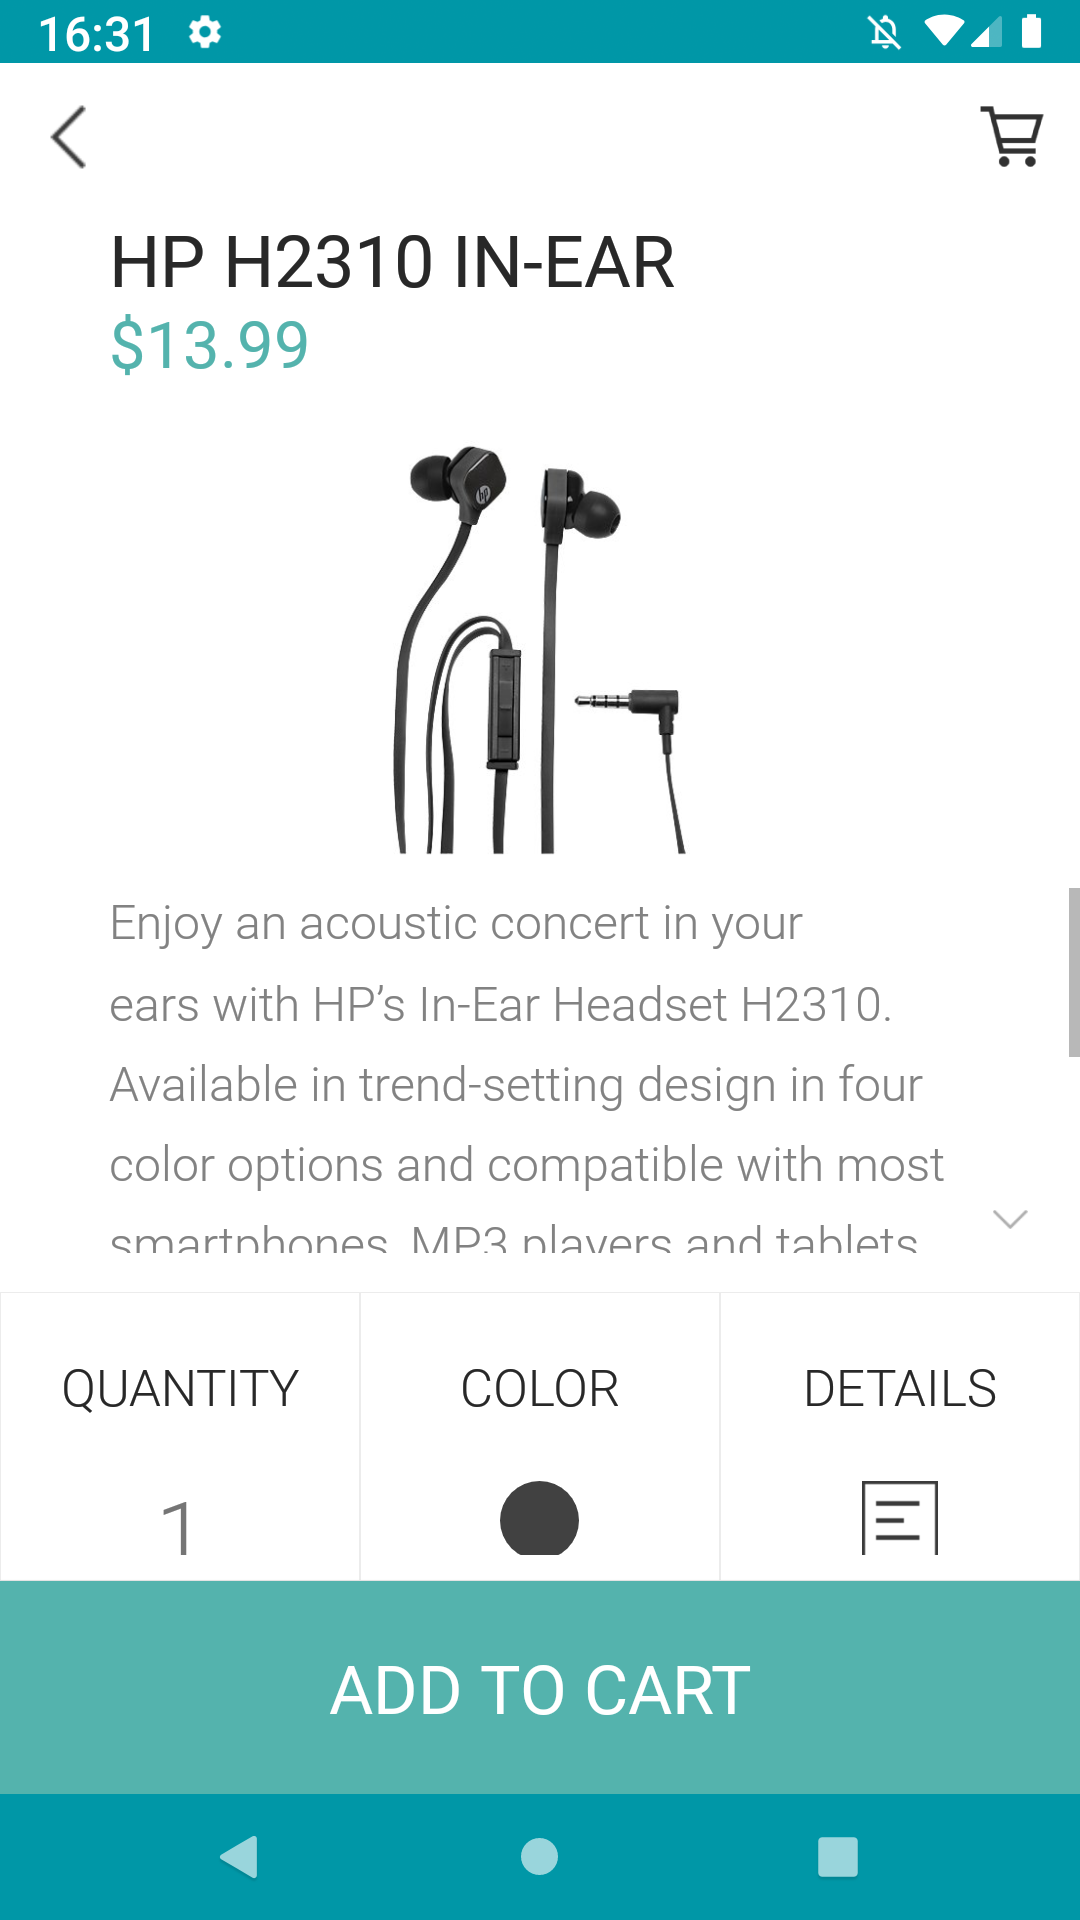 16:31
HP H2310 IN-EAR
$13.99
hp
Enjoy an acoustic concert in your
ears with HP’s In-Ear Headset H2310.
Available in trend-setting design in four
color options and compatible with most
smartphones, MP3 players and tablets
QUANTITY
COLOR
DETAILS
1
ADD TO CART